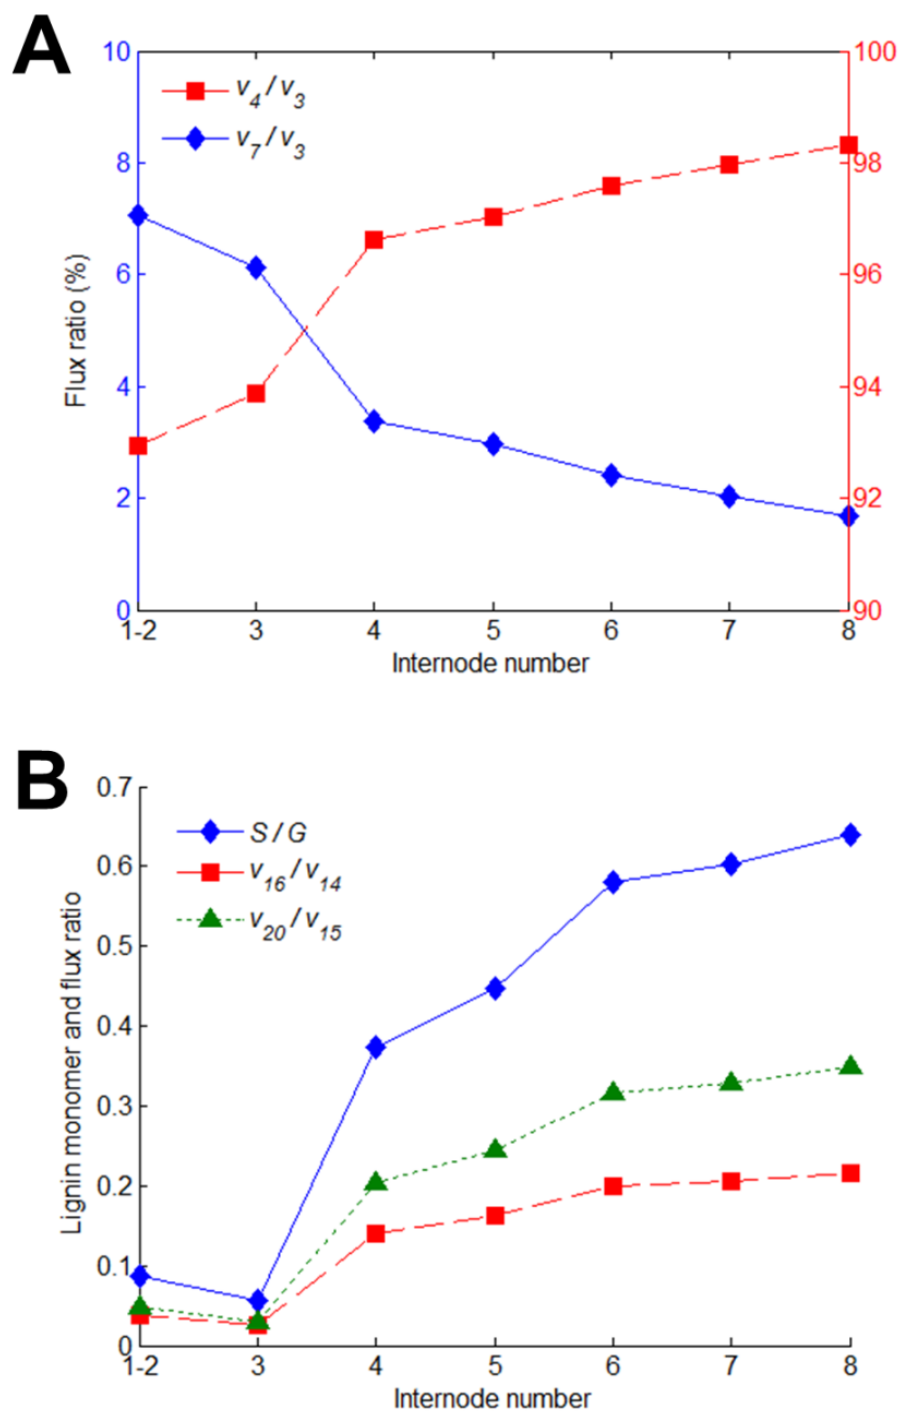 A
10
8
6
4
2
0
Flux ratio (%)
v4 / v3
v7 / v3
100
98
96
94
92
90
1-2 3 4 5 6 7 8
Internode number
B
0.7
0.6
0.5
0.4
0.3
0.2
0.1
0
Lignin monomer and flux ratio
S / G
v16 / v14
v20 / v15
1-2 3 4 5 6 7 8
Internode number